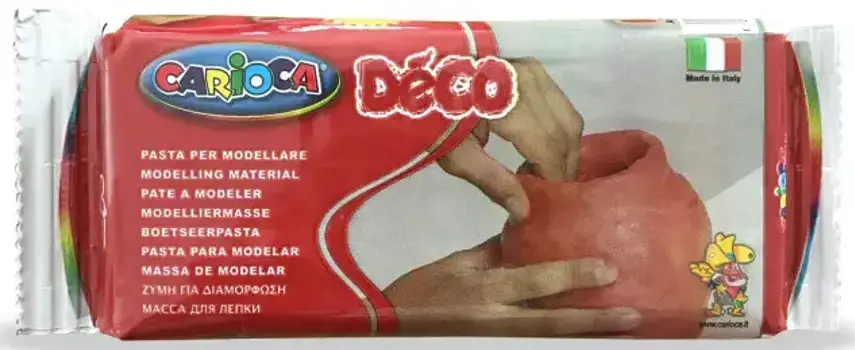 CARIOCA
DéCO
Made in Italy
PASTA PER MODELLARE
MODELLING MATERIAL
PATE A MODELER
MODELLIERMASSE
BOETSEERPASTA
PASTA PARA MODELAR
MASSA DE MODELAR
ΖΥΜΗ ΓΙΑ ΔΙΑΜΟΡΦΩΣΗ
МАССА ДЛЯ ЛЕПКИ
www.carioca.it